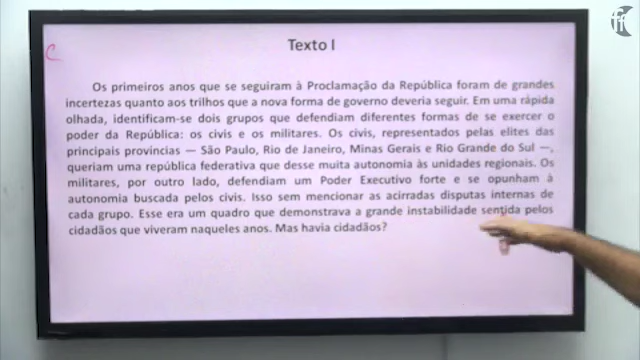 Texto I
Os primeiros anos que se seguiram à Proclamação da República foram de grandes
incertezas quanto aos trilhos que a nova forma de governo deveria seguir. Em uma rápida
olhada, identificam-se dois grupos que defendiam diferentes formas de se exercer o
poder da República: os civis e os militares. Os civis, representados pelas elites das
principais províncias — São Paulo, Rio de Janeiro, Minas Gerais e Rio Grande do Sul —,
queriam uma república federativa que desse muita autonomia às unidades regionais. Os
militares, por outro lado, defendiam um Poder Executivo forte e se opunham à
autonomia buscada pelos civis. Isso sem mencionar as acirradas disputas internas de
cada grupo. Esse era um quadro que demonstrava a grande instabilidade sentida pelos
cidadãos que viveram naqueles anos. Mas havia cidadãos?